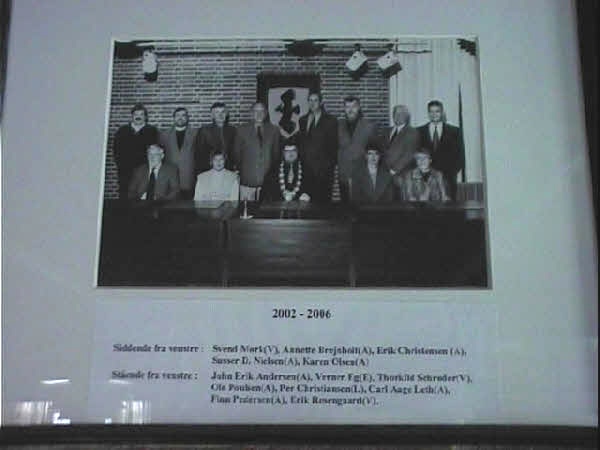 2002 - 2006
Siddende fra venstre : Svend Mørk(V), Annette Brojnholt(A), Erik Christensen (A),
Susser D. Nielsen(A), Karen Olsen(A)
Stående fra venstre : John Erik Andersen(A), Verner Eg(E), Thorkild Schrøder(V),
Ole Poulsen(A), Per Christiansen(L), Carl Aage Leth(A),
Finn Pedersen(A), Erik Rosengaard(V).